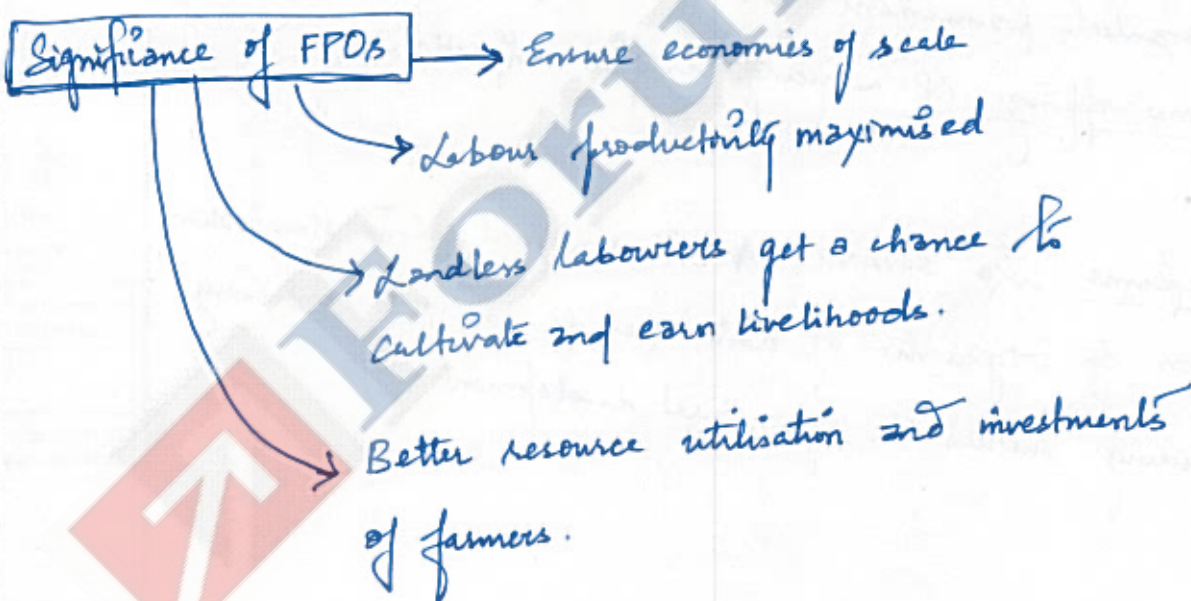 Significance of FPOs → Ensure economies of scale
→ Labour productivity maximised
→ Landless labourers get a chance to
cultivate and earn livelihoods.
→ Better resource utilisation and investments
of farmers.
Foru